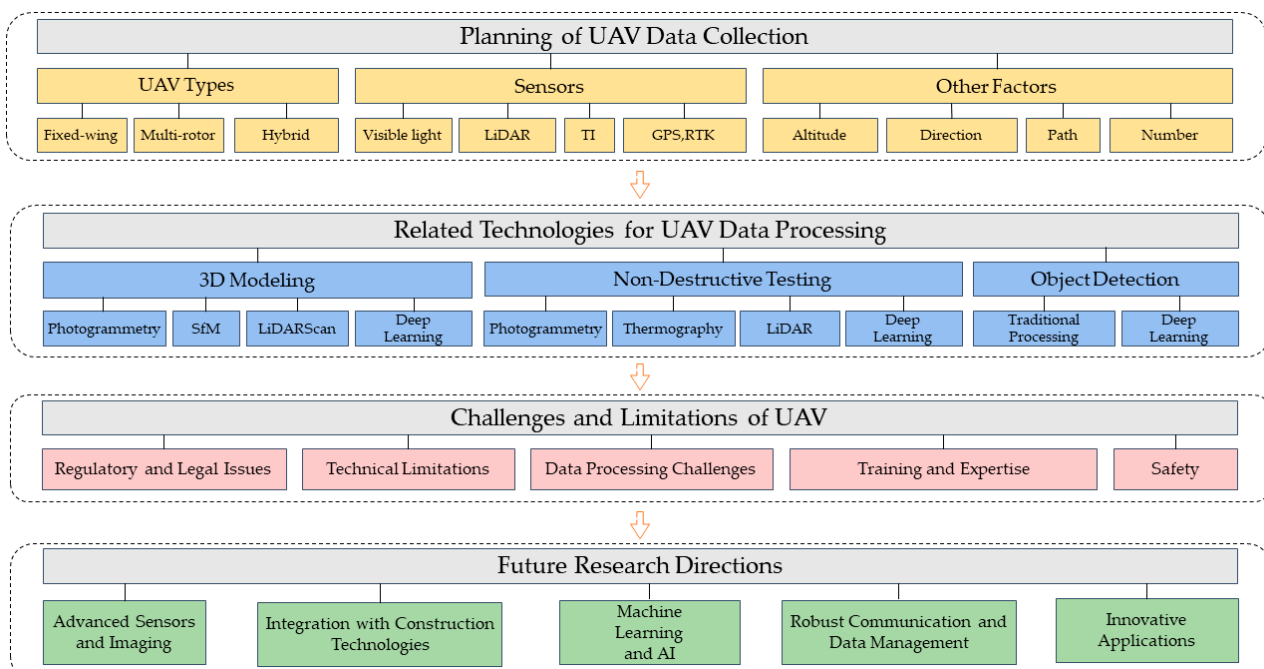 Planning of UAV Data Collection
UAV Types
Sensors
Other Factors
Fixed-wing
Multi-rotor
Hybrid
Visible light
LiDAR
TI
GPS,RTK
Altitude
Direction
Path
Number
Related Technologies for UAV Data Processing
3D Modeling
Non-Destructive Testing
Object Detection
Photogrammetry
SfM
LiDARScan
Deep
Learning
Photogrammetry
Thermography
LiDAR
Deep
Learning
Traditional
Processing
Deep
Learning
Challenges and Limitations of UAV
Regulatory and Legal Issues
Technical Limitations
Data Processing Challenges
Training and Expertise
Safety
Future Research Directions
Advanced Sensors
and Imaging
Integration with Construction
Technologies
Machine
Learning
and AI
Robust Communication and
Data Management
Innovative
Applications